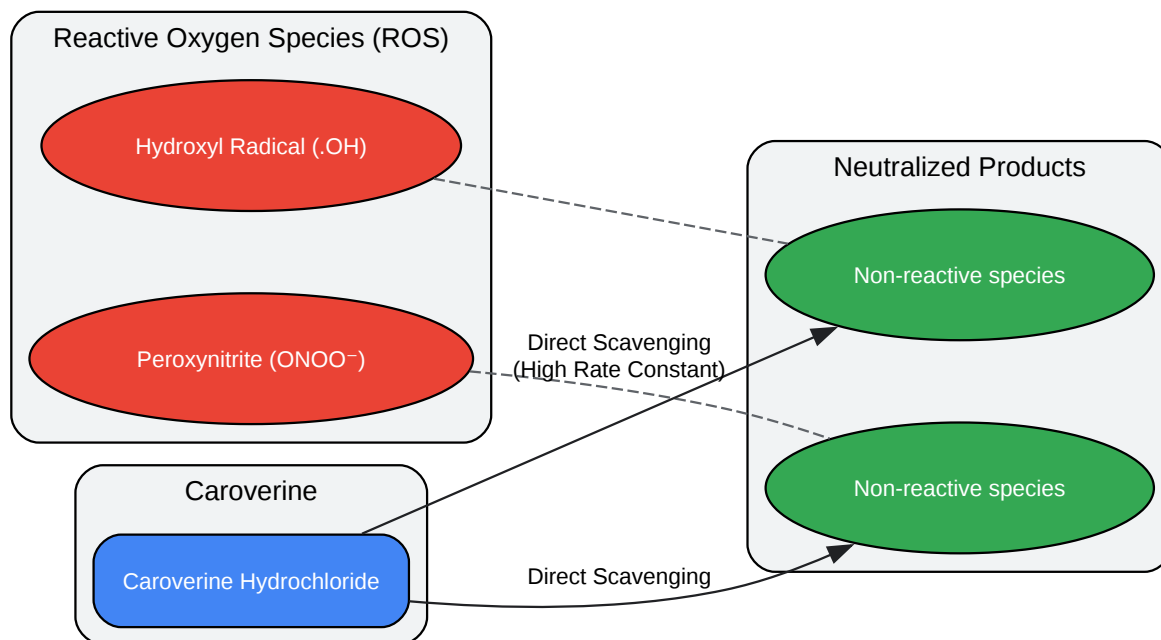 Reactive Oxygen Species (ROS)
Hydroxyl Radical (.OH)
Peroxynitrite (ONOO⁻)
Neutralized Products
Non-reactive species
Direct Scavenging
(High Rate Constant)
Non-reactive species
Caroverine
Caroverine Hydrochloride
Direct Scavenging